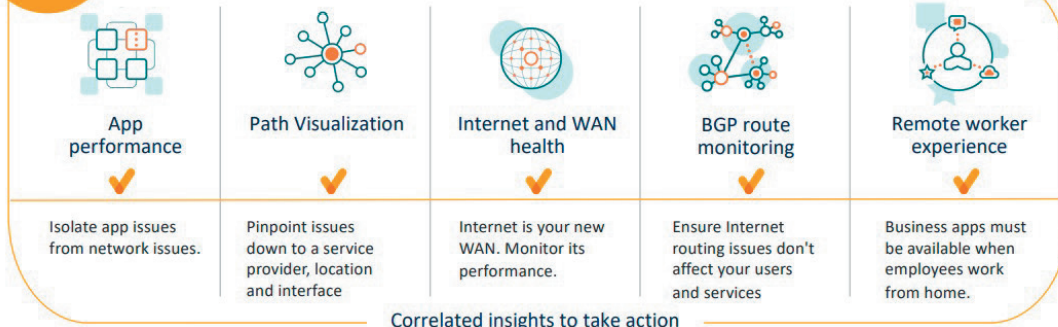 App
performance
Path Visualization
Internet and WAN
health
BGP route
monitoring
Remote worker
experience
Isolate app issues
from network issues.
Pinpoint issues
down to a service
provider, location
and interface
Internet is your new
WAN. Monitor its
performance.
Ensure Internet
routing issues don't
affect your users
and services
Business apps must
be available when
employees work
from home.
Correlated insights to take action